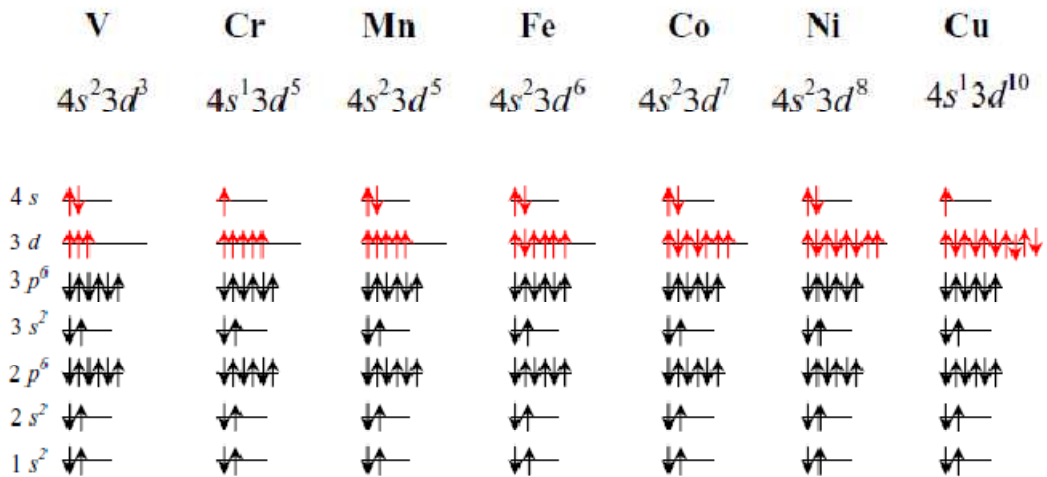 V Cr Mn Fe Co Ni Cu
4s²3d³ 4s¹3d⁵ 4s²3d⁵ 4s²3d⁶ 4s²3d⁷ 4s²3d⁸ 4s¹3d¹⁰
4 s
3 d
3 p⁶
3 s²
2 p⁶
2 s²
1 s²